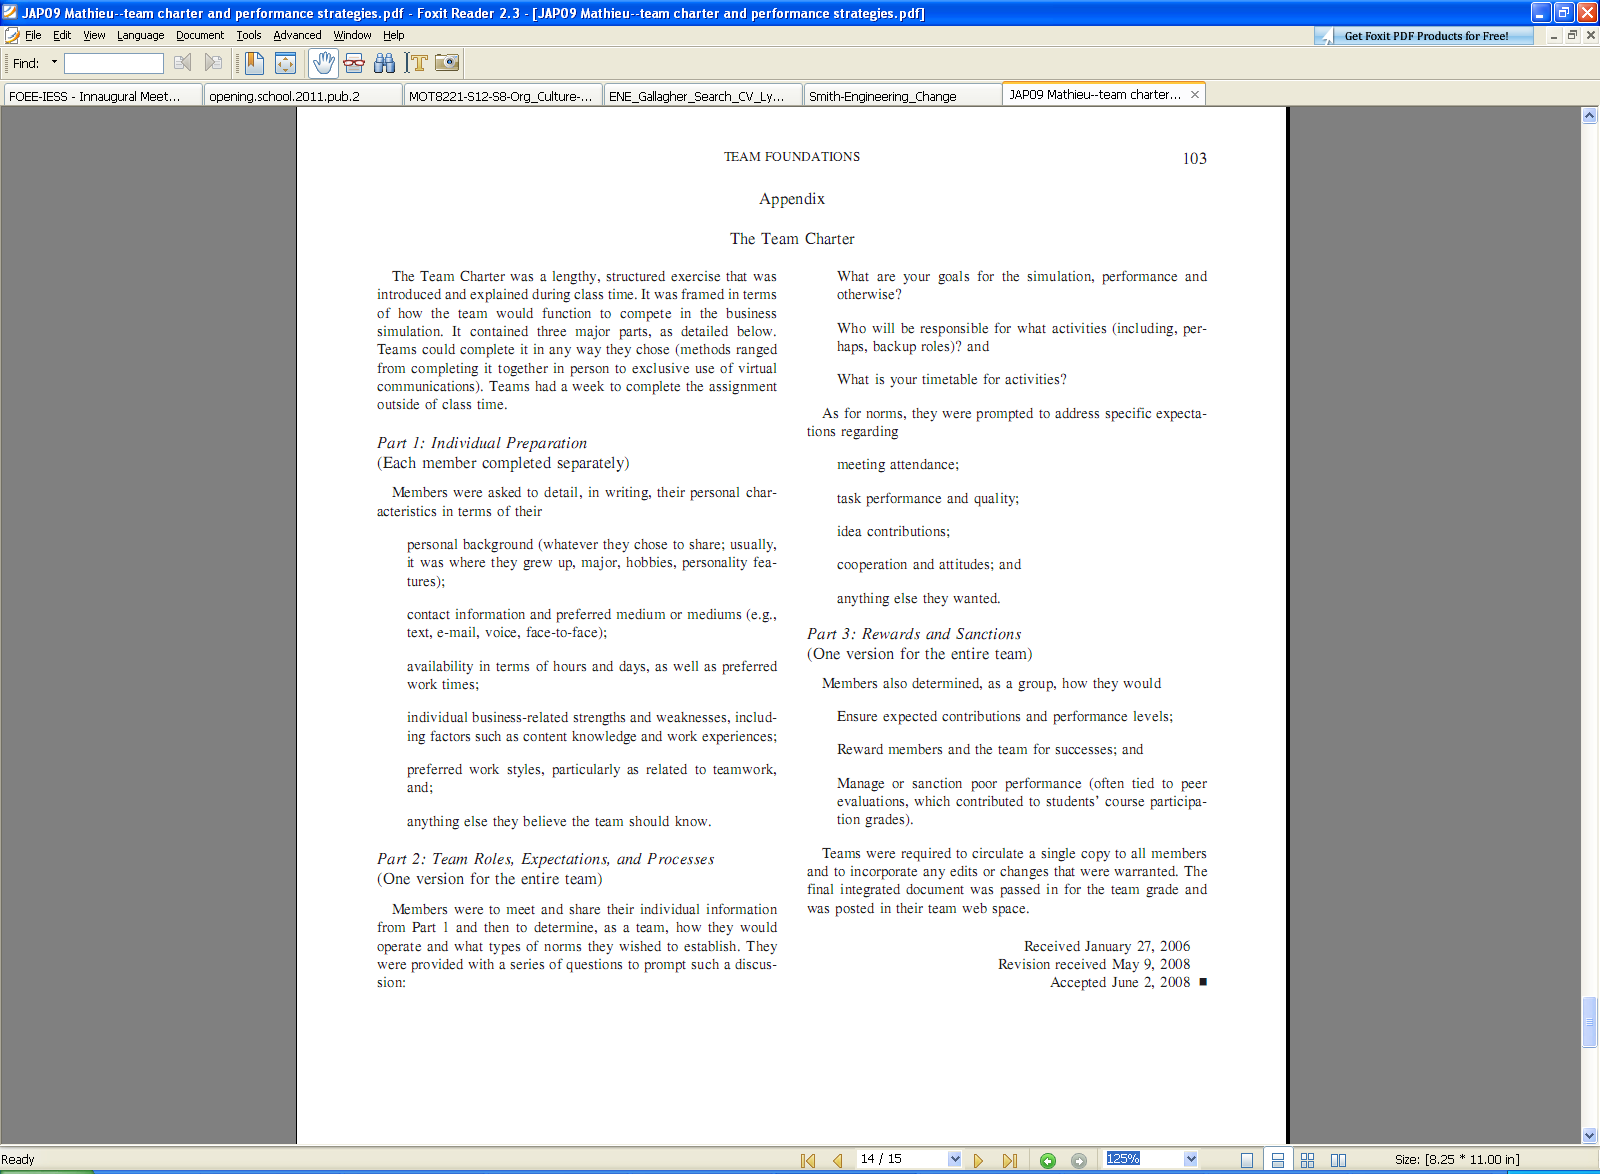 JAP09 Mathieu--team charter and performance strategies.pdf - Foxit Reader 2.3 - [JAP09 Mathieu--team charter and performance strategies.pdf]
File Edit View Language Document Tools Advanced Window Help
Get Foxit PDF Products for Free!
Find:
FOEE-IESS - Innaugural Meet...
opening.school.2011.pub.2
MOT8221-S12-S8-Org_Culture-...
ENE_Gallagher_Search_CV_Ly...
Smith-Engineering_Change
JAP09 Mathieu--team charter...
TEAM FOUNDATIONS
103
Appendix
The Team Charter
The Team Charter was a lengthy, structured exercise that was
introduced and explained during class time. It was framed in terms
of how the team would function to compete in the business
simulation. It contained three major parts, as detailed below.
Teams could complete it in any way they chose (methods ranged
from completing it together in person to exclusive use of virtual
communications). Teams had a week to complete the assignment
outside of class time.
Part 1: Individual Preparation
(Each member completed separately)
Members were asked to detail, in writing, their personal char-
acteristics in terms of their
personal background (whatever they chose to share; usually,
it was where they grew up, major, hobbies, personality fea-
tures);
contact information and preferred medium or mediums (e.g.,
text, e-mail, voice, face-to-face);
availability in terms of hours and days, as well as preferred
work times;
individual business-related strengths and weaknesses, includ-
ing factors such as content knowledge and work experiences;
preferred work styles, particularly as related to teamwork,
and;
anything else they believe the team should know.
Part 2: Team Roles, Expectations, and Processes
(One version for the entire team)
Members were to meet and share their individual information
from Part 1 and then to determine, as a team, how they would
operate and what types of norms they wished to establish. They
were provided with a series of questions to prompt such a discus-
sion:
What are your goals for the simulation, performance and
otherwise?
Who will be responsible for what activities (including, per-
haps, backup roles)? and
What is your timetable for activities?
As for norms, they were prompted to address specific expecta-
tions regarding
meeting attendance;
task performance and quality;
idea contributions;
cooperation and attitudes; and
anything else they wanted.
Part 3: Rewards and Sanctions
(One version for the entire team)
Members also determined, as a group, how they would
Ensure expected contributions and performance levels;
Reward members and the team for successes; and
Manage or sanction poor performance (often tied to peer
evaluations, which contributed to students’ course participa-
tion grades).
Teams were required to circulate a single copy to all members
and to incorporate any edits or changes that were warranted. The
final integrated document was passed in for the team grade and
was posted in their team web space.
Received January 27, 2006
Revision received May 9, 2008
Accepted June 2, 2008 ■
Ready
14 / 15
125%
Size: [8.25 * 11.00 in]